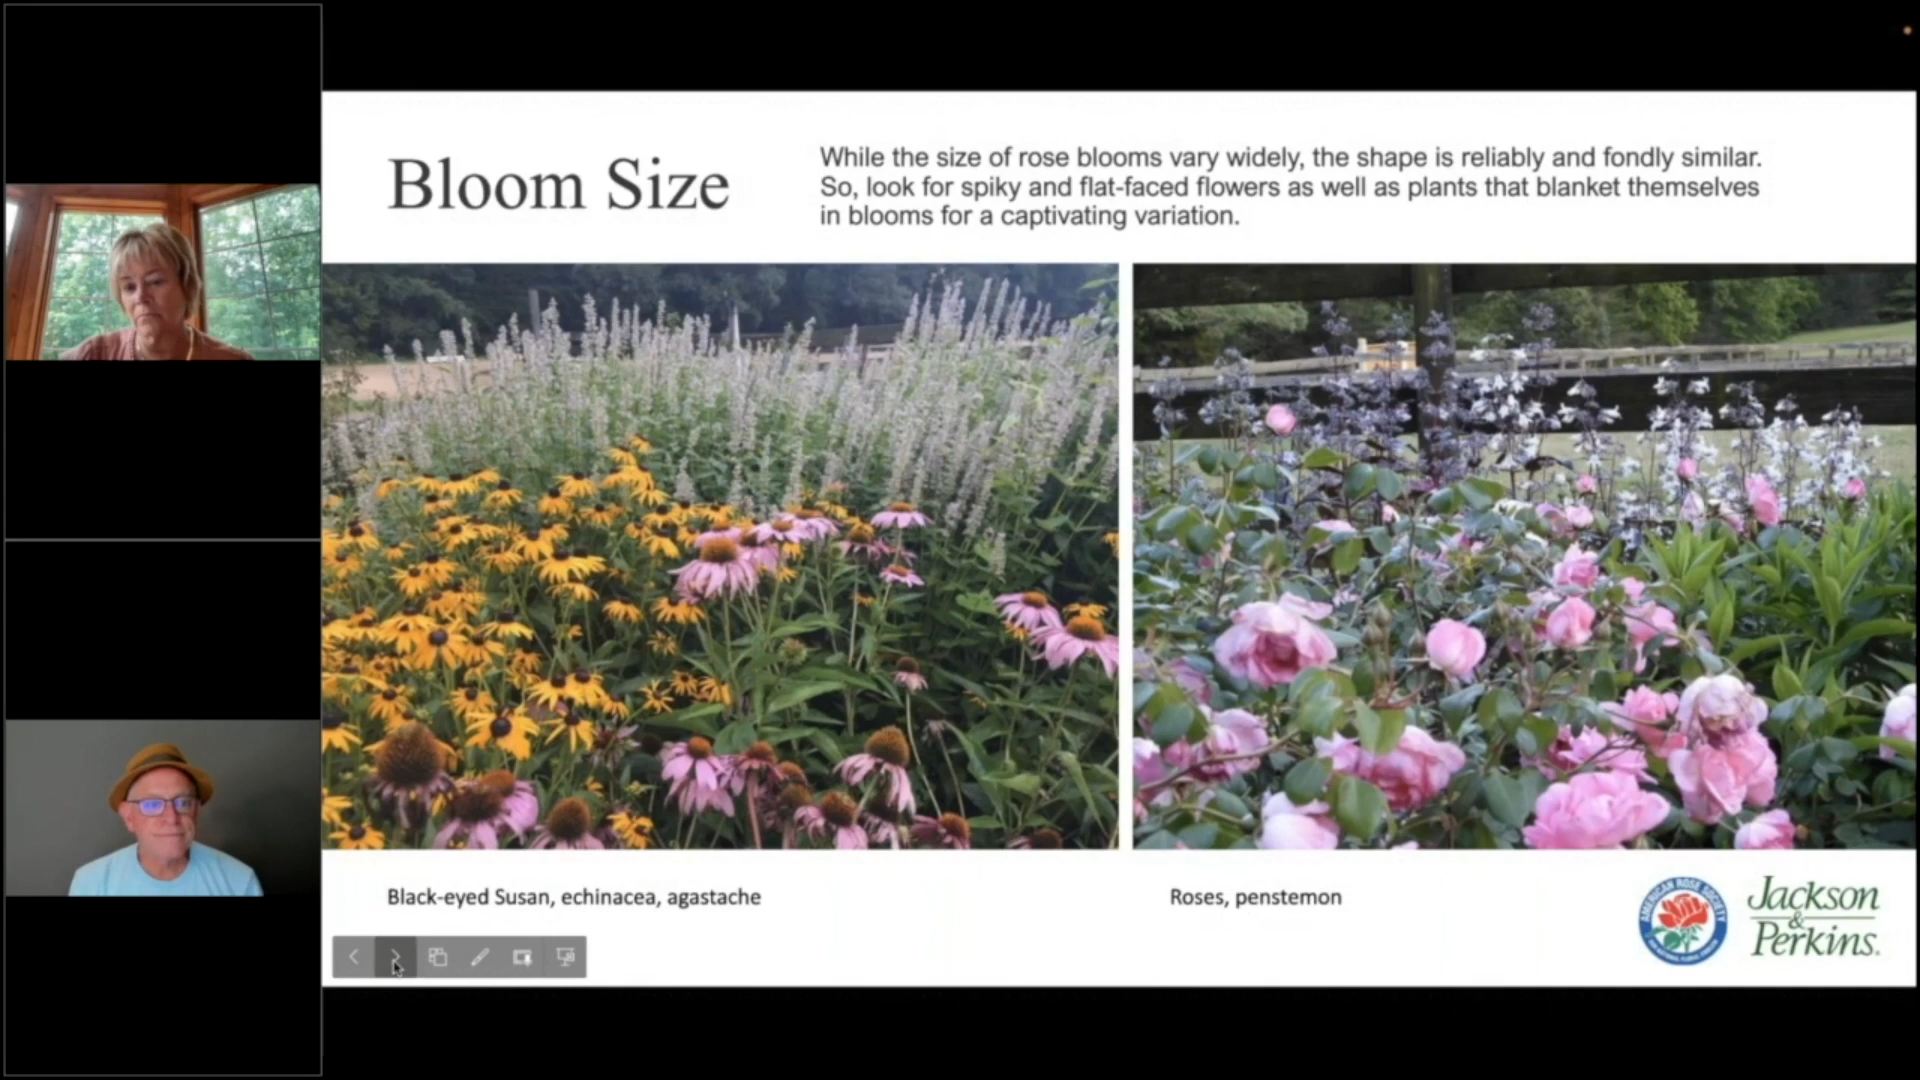 Bloom Size
While the size of rose blooms vary widely, the shape is reliably and fondly similar.
So, look for spiky and flat-faced flowers as well as plants that blanket themselves
in blooms for a captivating variation.
Black-eyed Susan, echinacea, agastache
Roses, penstemon
AMERICAN ROSE SOCIETY
Jackson
&
Perkins.